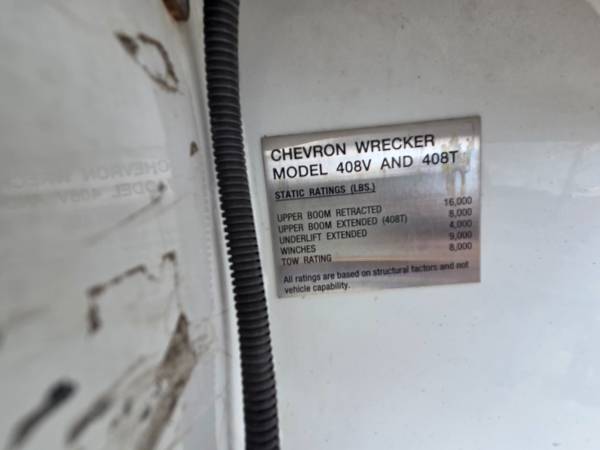 CHEVRON WRECKER
MODEL 408V AND 408T
STATIC RATINGS (LBS.)
UPPER BOOM RETRACTED 16,000
UPPER BOOM EXTENDED (408T) 8,000
UNDERLIFT EXTENDED 4,000
WINCHES 9,000
TOW RATING 8,000
All ratings are based on structural factors and not
vehicle capability.
CHEVRON
MODEL